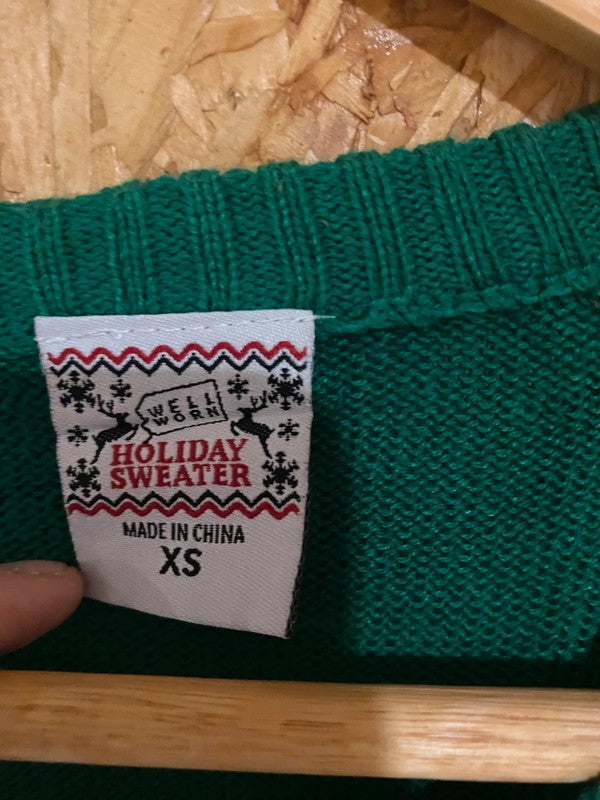 WELL
WORN
HOLIDAY
SWEATER
MADE IN CHINA
XS